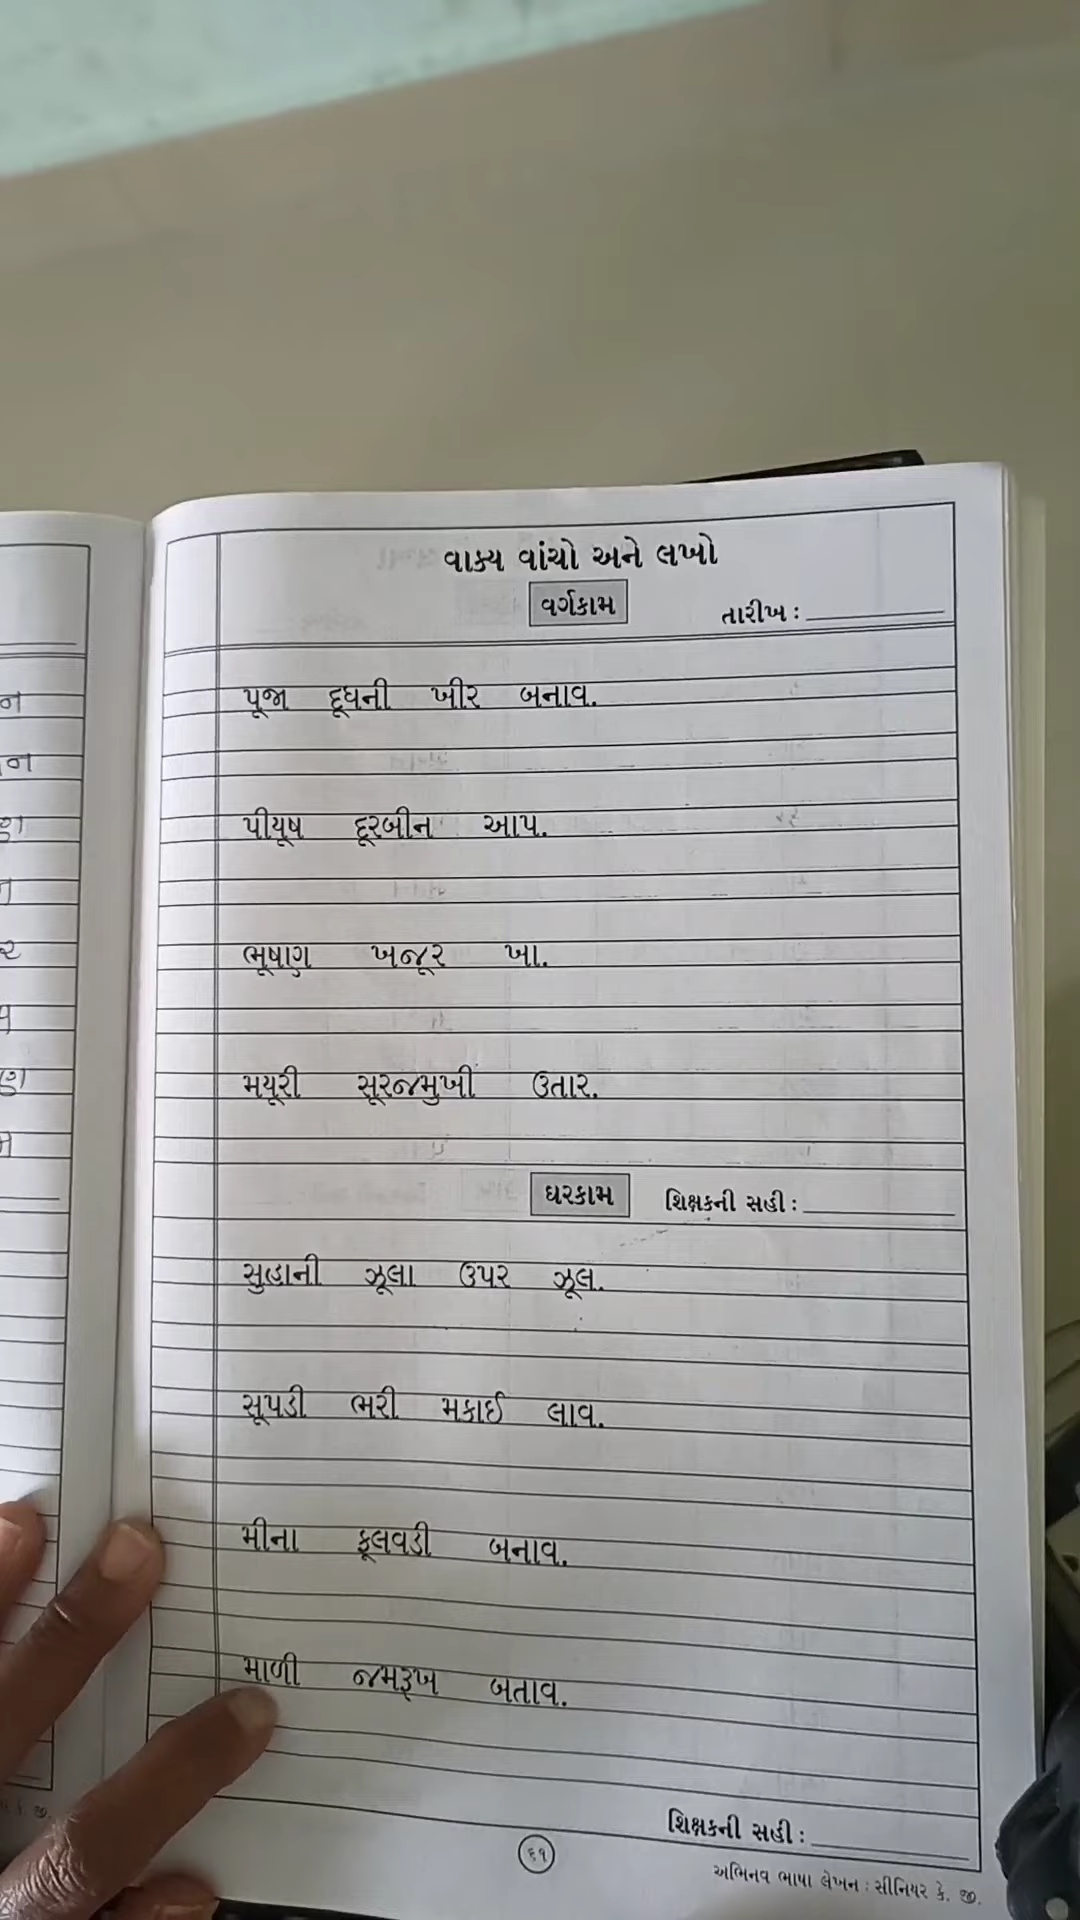 વાક્ય વાંચો અને લખો
વર્ગકામ
તારીખ :
પૂજા દૂધની ખીર બનાવ.
પીયૂષ દૂરબીન આપ.
ભૂષાણ ખજૂર ખા.
મયૂરી સૂરજમુખી ઉતાર.
ઘરકામ
શિક્ષકની સહી :
સુહાની ઝૂલા ઉપર ઝૂલ.
સૂપડી ભરી મકાઈ લાવ.
મીના ફૂલવડી બનાવ.
માળી જમરૂખ બતાવ.
શિક્ષકની સહી :
૬૧
અભિનવ ભાષા લેખન : સીનિયર કે. જી.